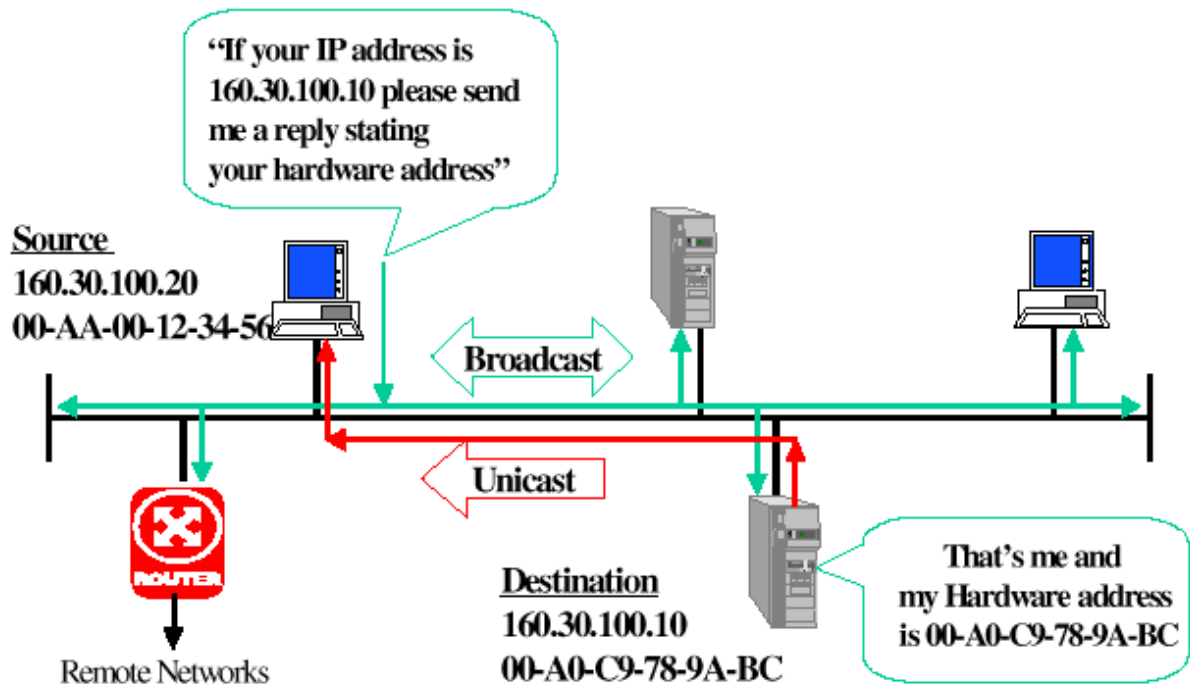 “If your IP address is
160.30.100.10 please send
me a reply stating
your hardware address”
Source
160.30.100.20
00-AA-00-12-34-56
Broadcast
Unicast
ROUTER
Remote Networks
Destination
160.30.100.10
00-A0-C9-78-9A-BC
That’s me and
my Hardware address
is 00-A0-C9-78-9A-BC